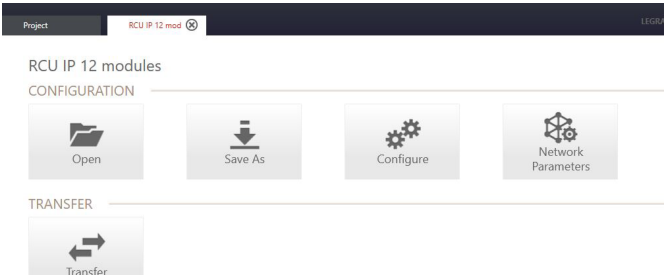 Project
RCU IP 12 mod
RCU IP 12 modules
CONFIGURATION
Open
Save As
Configure
Network
Parameters
TRANSFER
Transfer